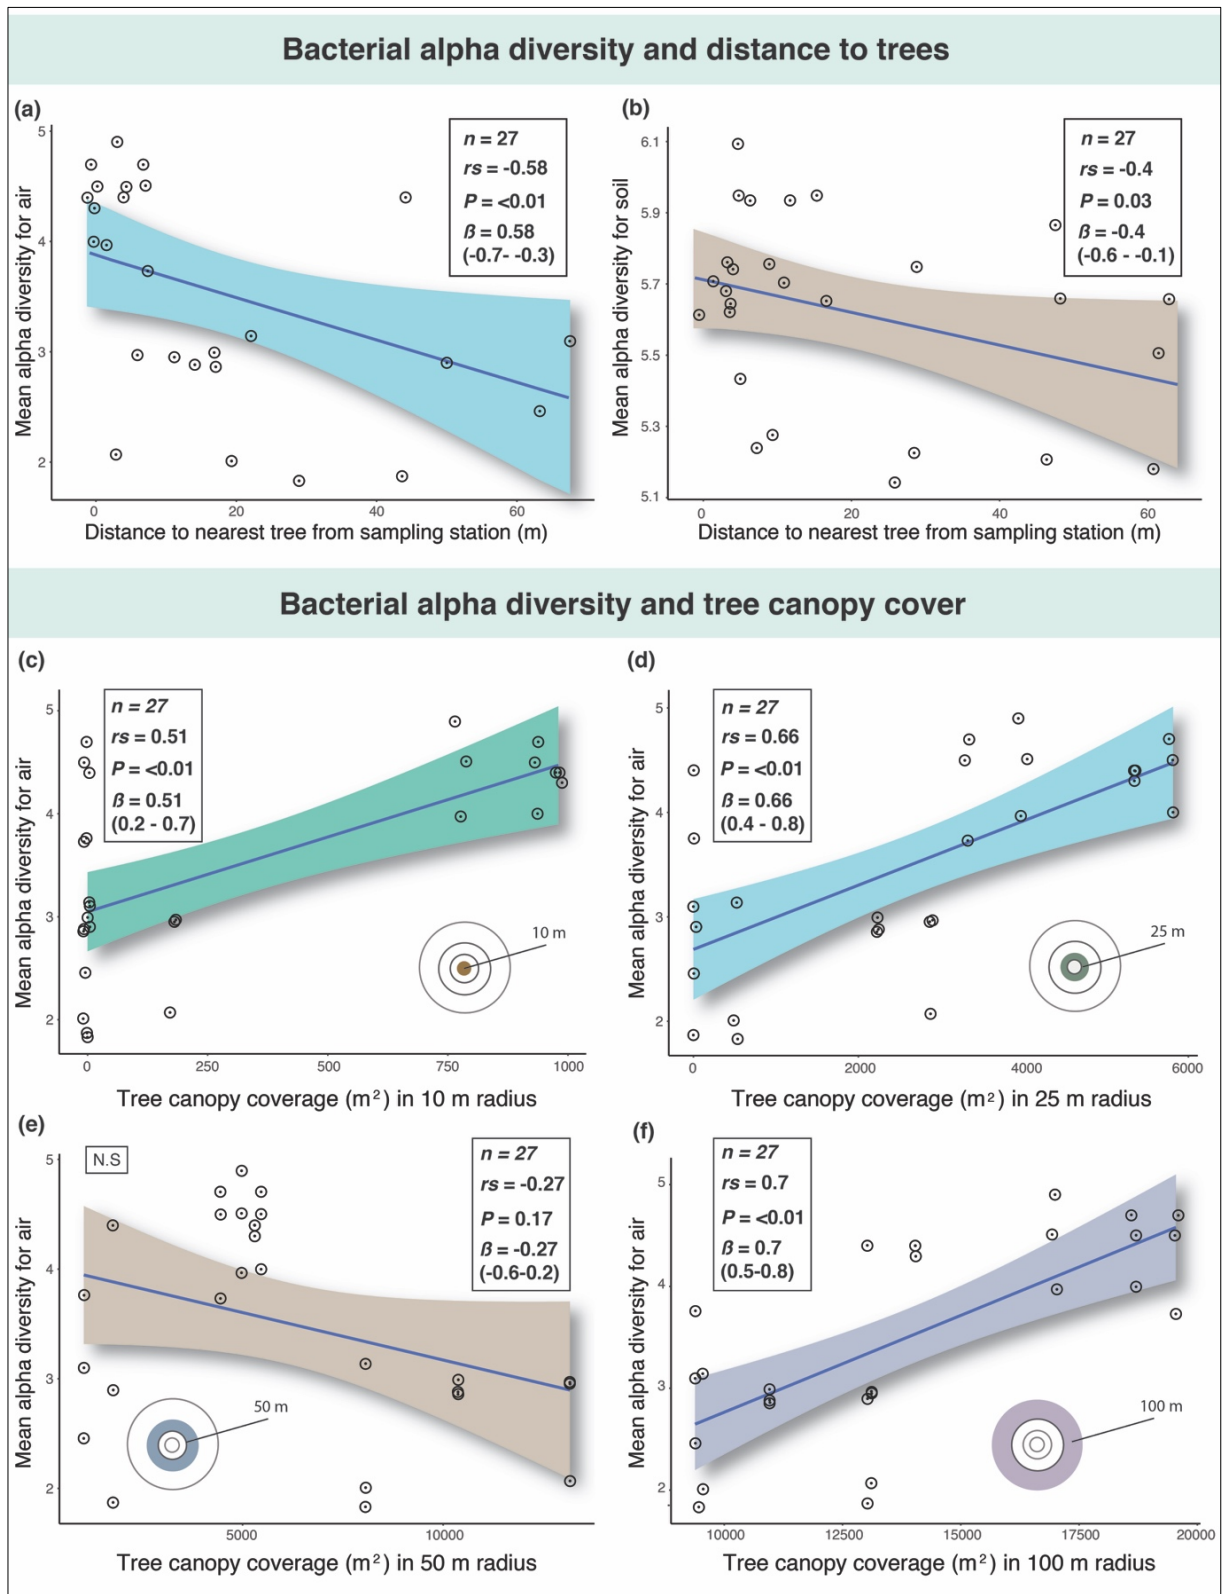 Bacterial alpha diversity and distance to trees
(a)
5
4
3
2
Mean alpha diversity for air
n = 27
rs = -0.58
P = <0.01
ß = 0.58
(-0.7- -0.3)
0 20 40 60
Distance to nearest tree from sampling station (m)
(b)
6.1
5.9
5.7
5.5
5.3
5.1
Mean alpha diversity for soil
n = 27
rs = -0.4
P = 0.03
ß = -0.4
(-0.6 - -0.1)
0 20 40 60
Distance to nearest tree from sampling station (m)
Bacterial alpha diversity and tree canopy cover
(c)
5
4
3
2
Mean alpha diversity for air
n = 27
rs = 0.51
P = <0.01
ß = 0.51
(0.2 - 0.7)
10 m
0 250 500 750 1000
Tree canopy coverage (m²) in 10 m radius
(d)
5
4
3
2
Mean alpha diversity for air
n = 27
rs = 0.66
P = <0.01
ß = 0.66
(0.4 - 0.8)
25 m
0 2000 4000 6000
Tree canopy coverage (m²) in 25 m radius
(e)
N.S
5
4
3
2
Mean alpha diversity for air
n = 27
rs = -0.27
P = 0.17
ß = -0.27
(-0.6-0.2)
50 m
5000 10000
Tree canopy coverage (m²) in 50 m radius
(f)
5
4
3
2
Mean alpha diversity for air
n = 27
rs = 0.7
P = <0.01
ß = 0.7
(0.5-0.8)
100 m
10000 12500 15000 17500 20000
Tree canopy coverage (m²) in 100 m radius